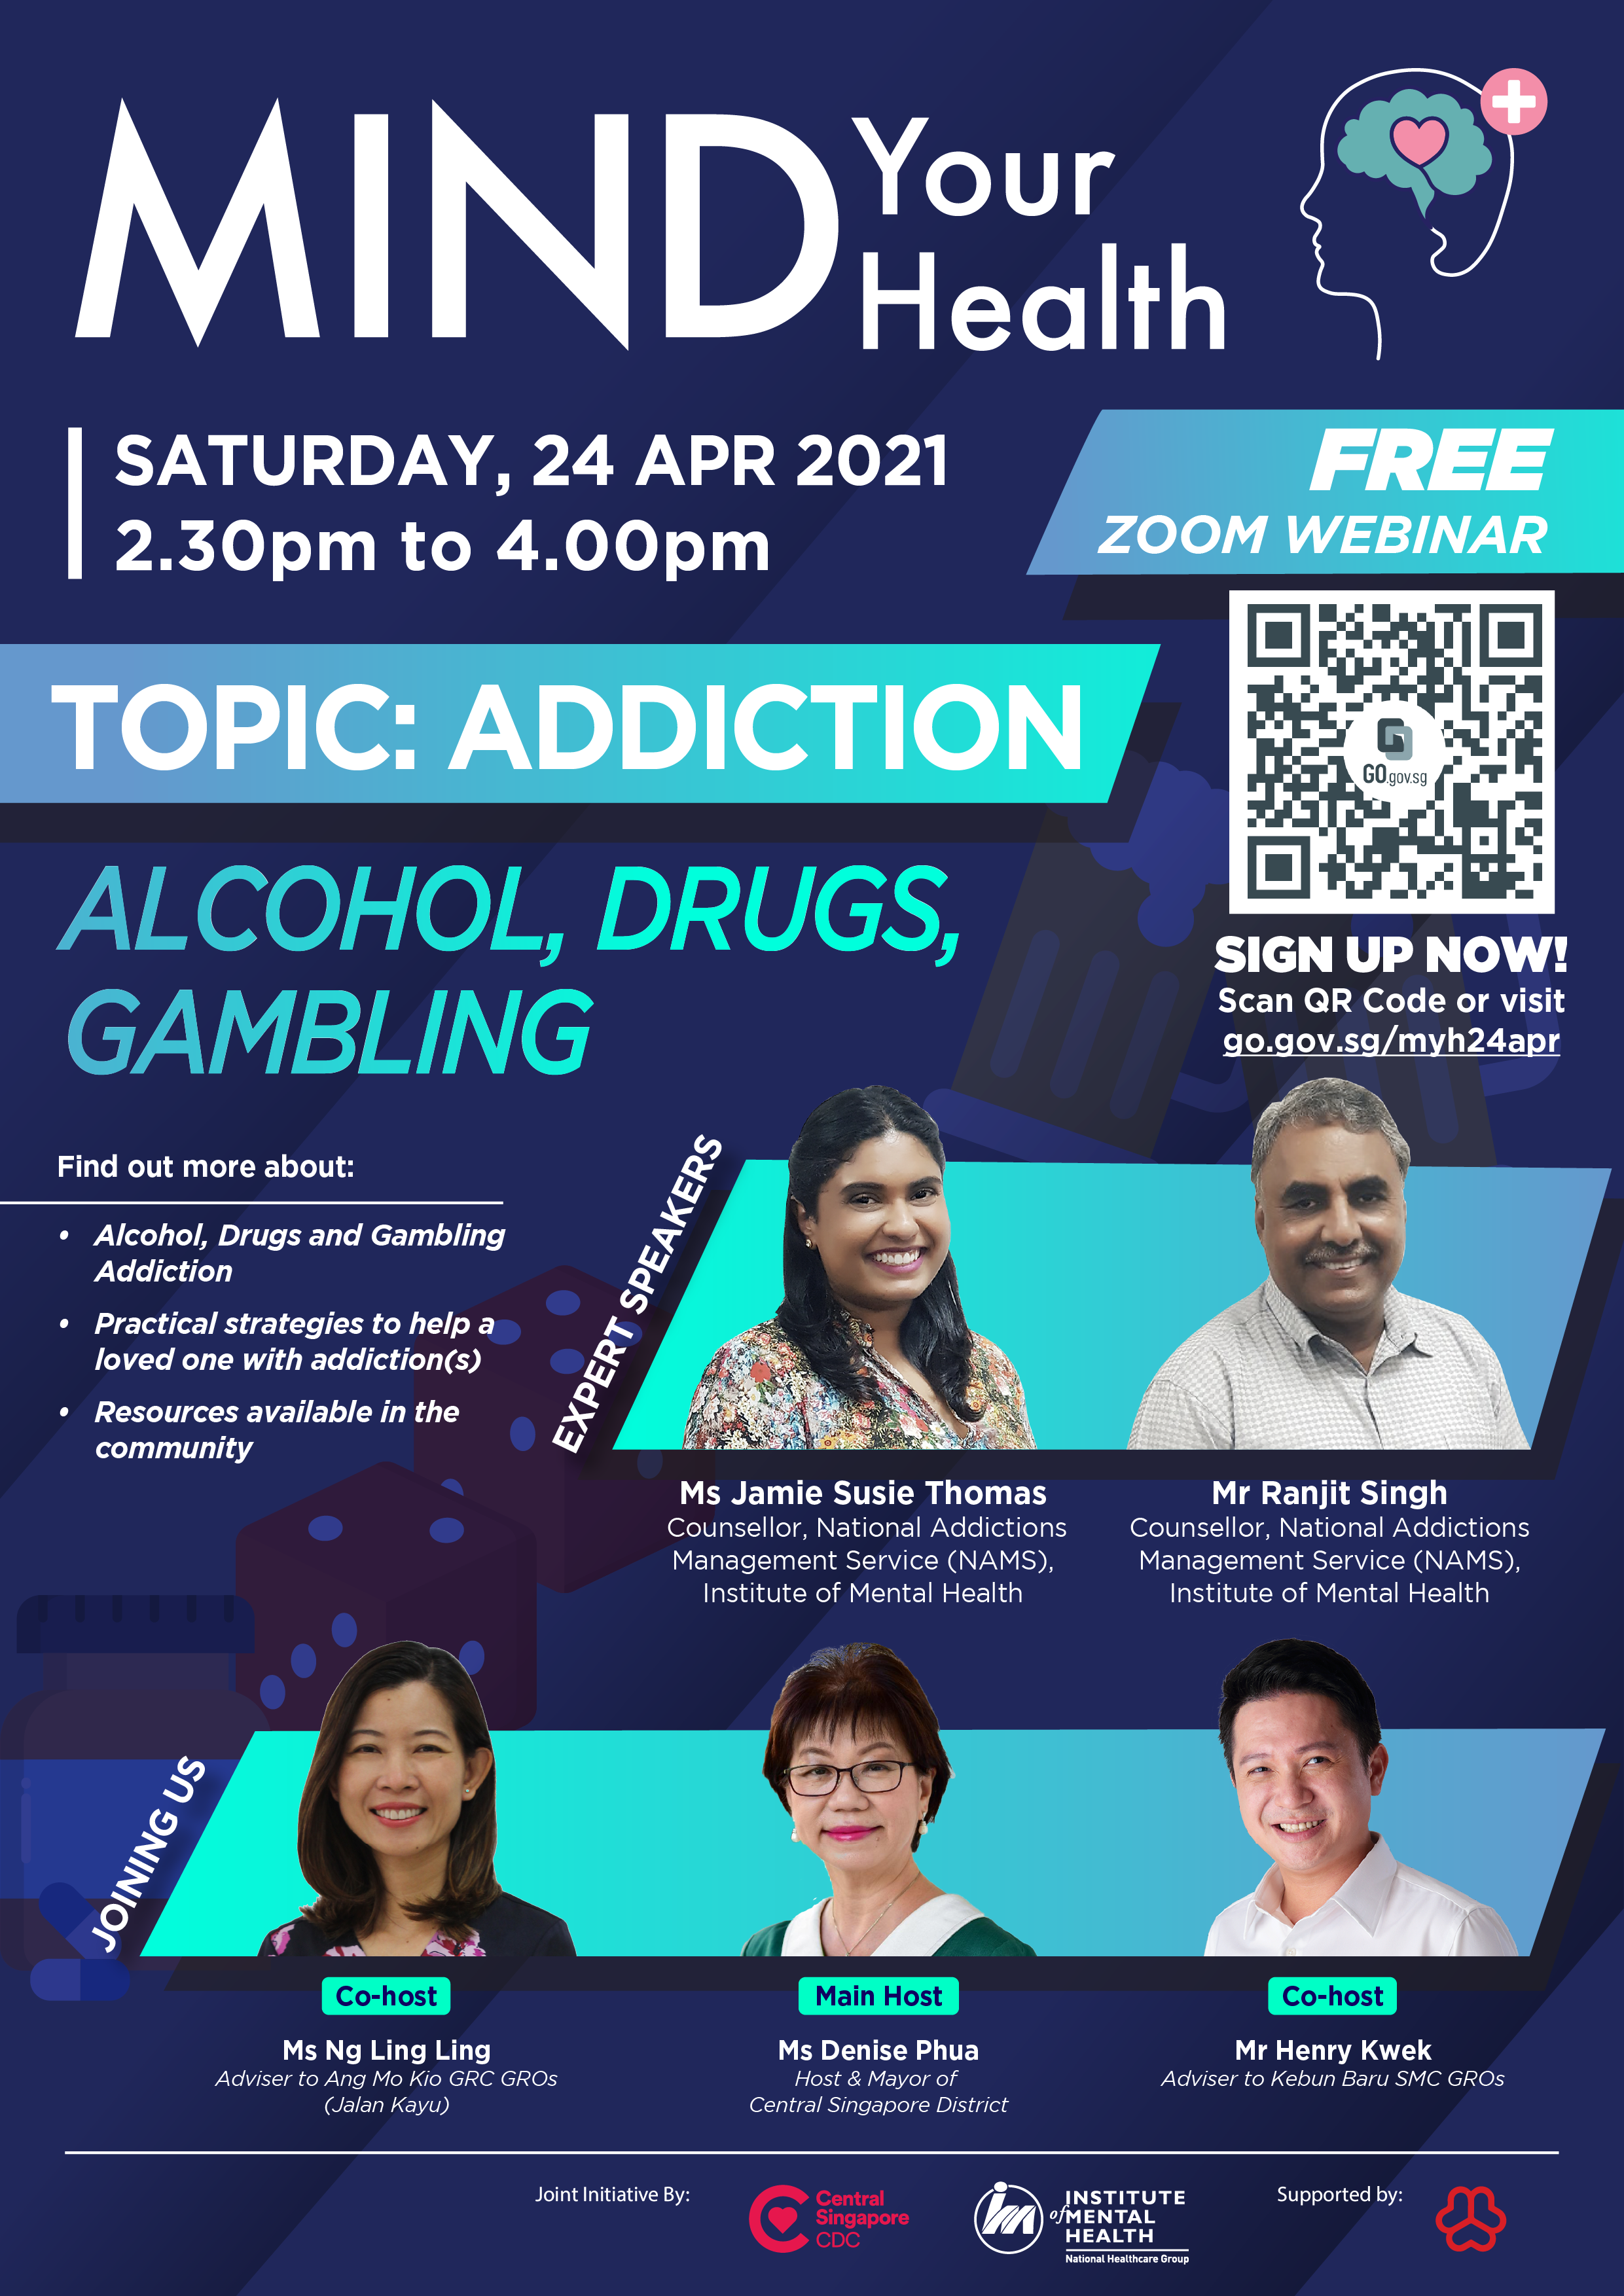 MIND Your
Health
SATURDAY, 24 APR 2021
2.30pm to 4.00pm
FREE
ZOOM WEBINAR
TOPIC: ADDICTION
ALCOHOL, DRUGS,
GAMBLING
GO.gov.sg
SIGN UP NOW!
Scan QR Code or visit
go.gov.sg/myh24apr
Find out more about:
• Alcohol, Drugs and Gambling
Addiction
• Practical strategies to help a
loved one with addiction(s)
• Resources available in the
community
EXPERT SPEAKERS
Ms Jamie Susie Thomas
Counsellor, National Addictions
Management Service (NAMS),
Institute of Mental Health
Mr Ranjit Singh
Counsellor, National Addictions
Management Service (NAMS),
Institute of Mental Health
JOINING US
Co-host
Ms Ng Ling Ling
Adviser to Ang Mo Kio GRC GROs
(Jalan Kayu)
Main Host
Ms Denise Phua
Host & Mayor of
Central Singapore District
Co-host
Mr Henry Kwek
Adviser to Kebun Baru SMC GROs
Joint Initiative By:
Central
Singapore
CDC
INSTITUTE
of MENTAL
HEALTH
National Healthcare Group
Supported by: